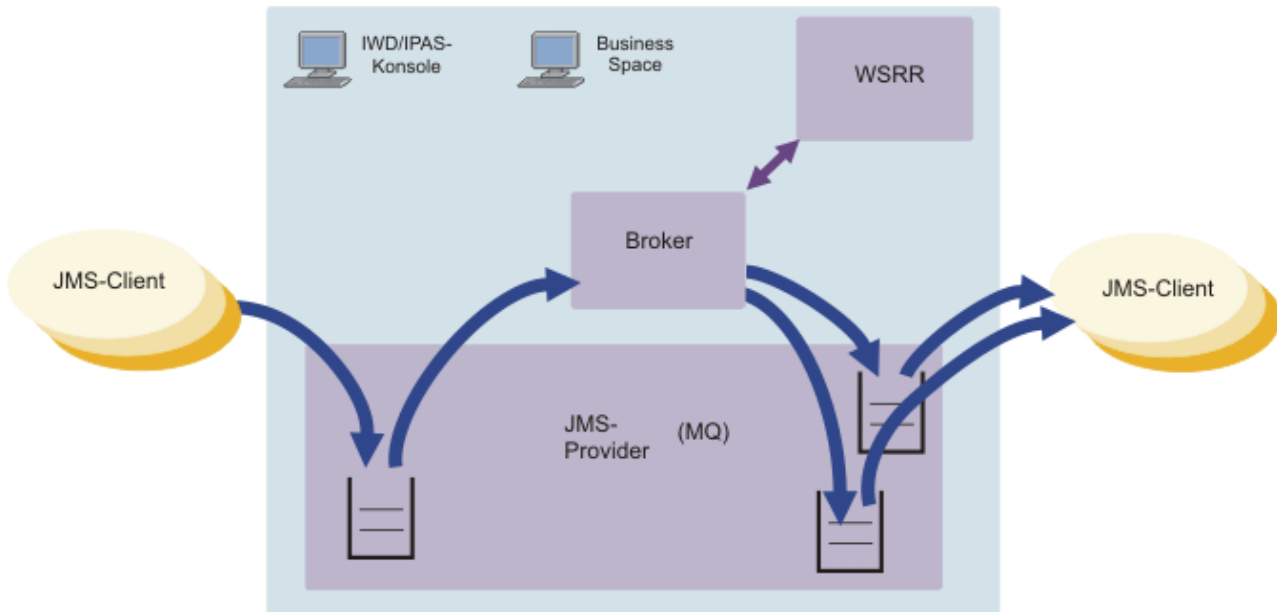 IWD/IPAS-
Konsole
Business
Space
WSRR
Broker
JMS-Client
JMS-Client
JMS-
Provider
(MQ)